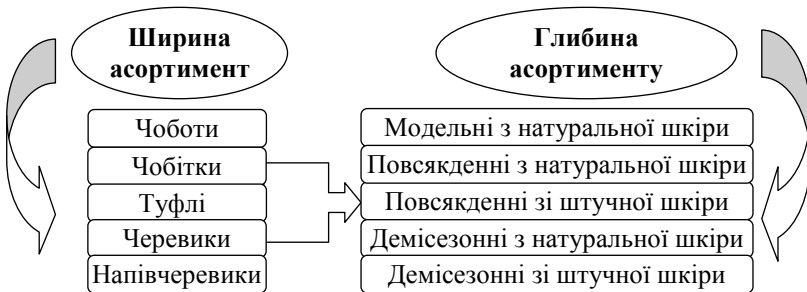 Ширина
асортимент
Глибина
асортименту
Чоботи
Чобітки
Туфлі
Черевики
Напівчеревики
Модельні з натуральної шкіри
Повсякденні з натуральної шкіри
Повсякденні зі штучної шкіри
Демісезонні з натуральної шкіри
Демісезонні зі штучної шкіри